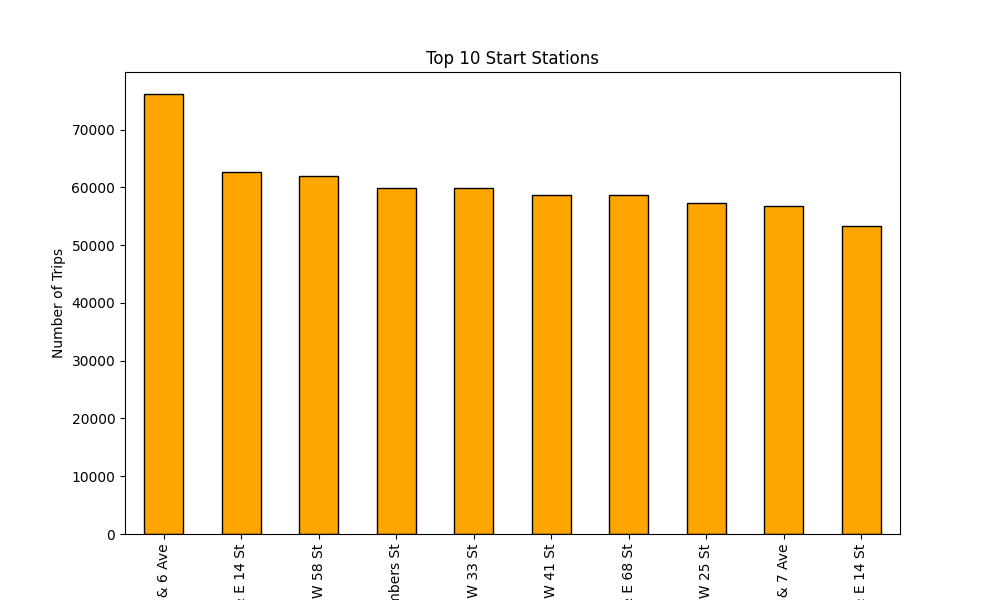 Top 10 Start Stations
Number of Trips
70000
60000
50000
40000
30000
20000
10000
0
& 6 Ave
E 14 St
W 58 St
mbers St
W 33 St
W 41 St
E 68 St
W 25 St
& 7 Ave
E 14 St